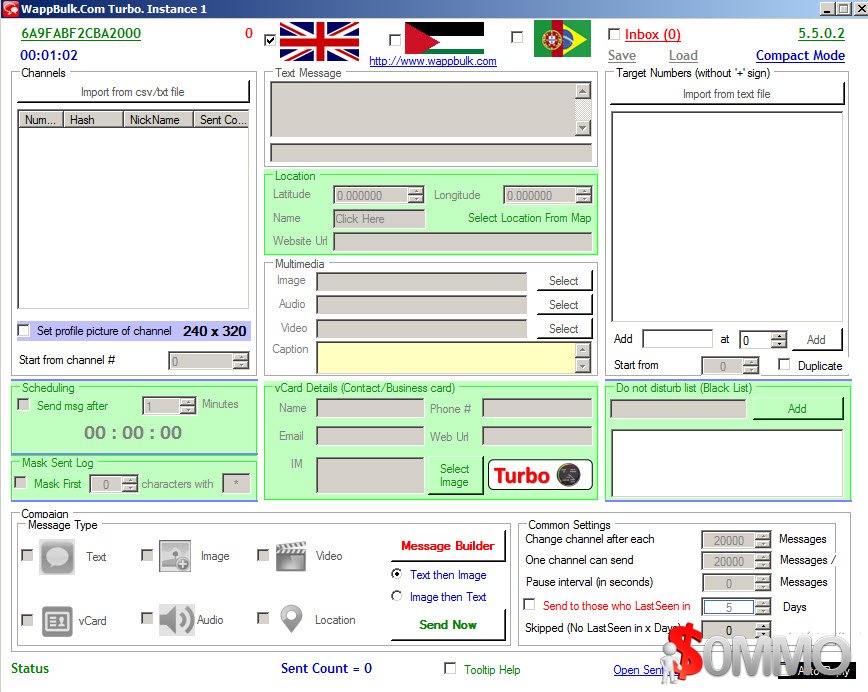 WappBulk.Com Turbo. Instance 1
6A9FABF2CBA2000
0
Inbox (0)
5.5.0.2
00:01:02
http://www.wappbulk.com
Save
Load
Compact Mode
Channels
Import from csv/txt file
Num...
Hash
NickName
Sent Co...
Set profile picture of channel
240 x 320
Start from channel #
0
Text Message
Location
Latitude
0.000000
Longitude
0.000000
Name
Click Here
Select Location From Map
Website Url
Multimedia
Image
Select
Audio
Select
Video
Select
Caption
Target Numbers (without '+' sign)
Import from text file
Add
at
0
Add
Start from
0
Duplicate
Scheduling
Send msg after
1
Minutes
00 : 00 : 00
Mask Sent Log
Mask First
0
characters with
*
vCard Details (Contact/Business card)
Name
Phone #
Email
Web Url
IM
Select
Image
Turbo
Do not disturb list (Black List)
Add
Compaign
Message Type
Text
Image
Video
vCard
Audio
Location
Message Builder
Text then Image
Image then Text
Send Now
Common Settings
Change channel after each
20000
Messages
One channel can send
20000
Messages /
Pause interval (in seconds)
0
Messages
Send to those who LastSeen in
5
Days
Skipped (No LastSeen in x Days)
0
Status
Sent Count = 0
Tooltip Help
Open Sent
$OMMO
Auto Reply